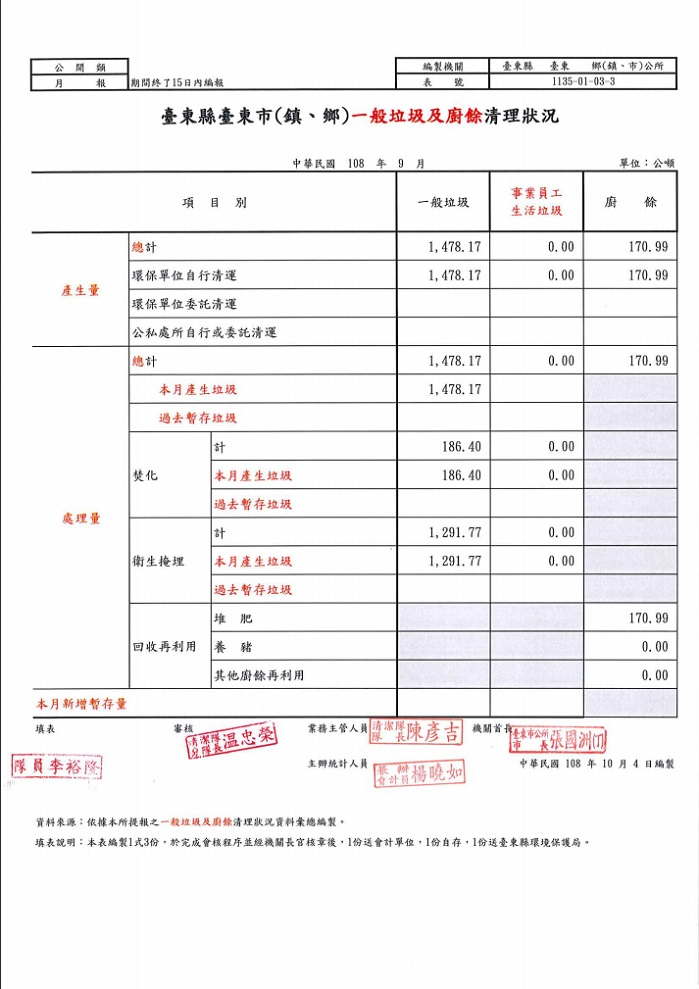 公 開 類
月 報 期間終了15日內編報
編製機關 臺東縣 臺東 鄉(鎮、市)公所
表 號 1135-01-03-3
臺東縣臺東市(鎮、鄉)一般垃圾及廚餘清理狀況
中華民國 108 年 9 月
單位：公噸
項 目 別 一般垃圾 事業員工生活垃圾 廚 餘
產生量
總計 1,478.17 0.00 170.99
環保單位自行清運 1,478.17 0.00 170.99
環保單位委託清運
公私處所自行或委託清運
處理量
總計 1,478.17 0.00 170.99
本月產生垃圾 1,478.17
過去暫存垃圾
焚化
計 186.40 0.00
本月產生垃圾 186.40 0.00
過去暫存垃圾
衛生掩埋
計 1,291.77 0.00
本月產生垃圾 1,291.77 0.00
過去暫存垃圾
回收再利用
堆 肥 170.99
養 豬 0.00
其他廚餘再利用 0.00
本月新增暫存量
填表 審核 業務主管人員 機關首長
清潔隊分隊長 温忠榮
清潔隊隊長 陳彥吉
臺東市公所市長 張國洲
隊員李裕隆
主辦統計人員
會計員 楊曉如
中華民國 108 年 10 月 4 日編製
資料來源：依據本所提報之一般垃圾及廚餘清理狀況資料彙總編製。
填表說明：本表編製1式3份，於完成會核程序並經機關長官核章後，1份送會計單位，1份自存，1份送臺東縣環境保護局。